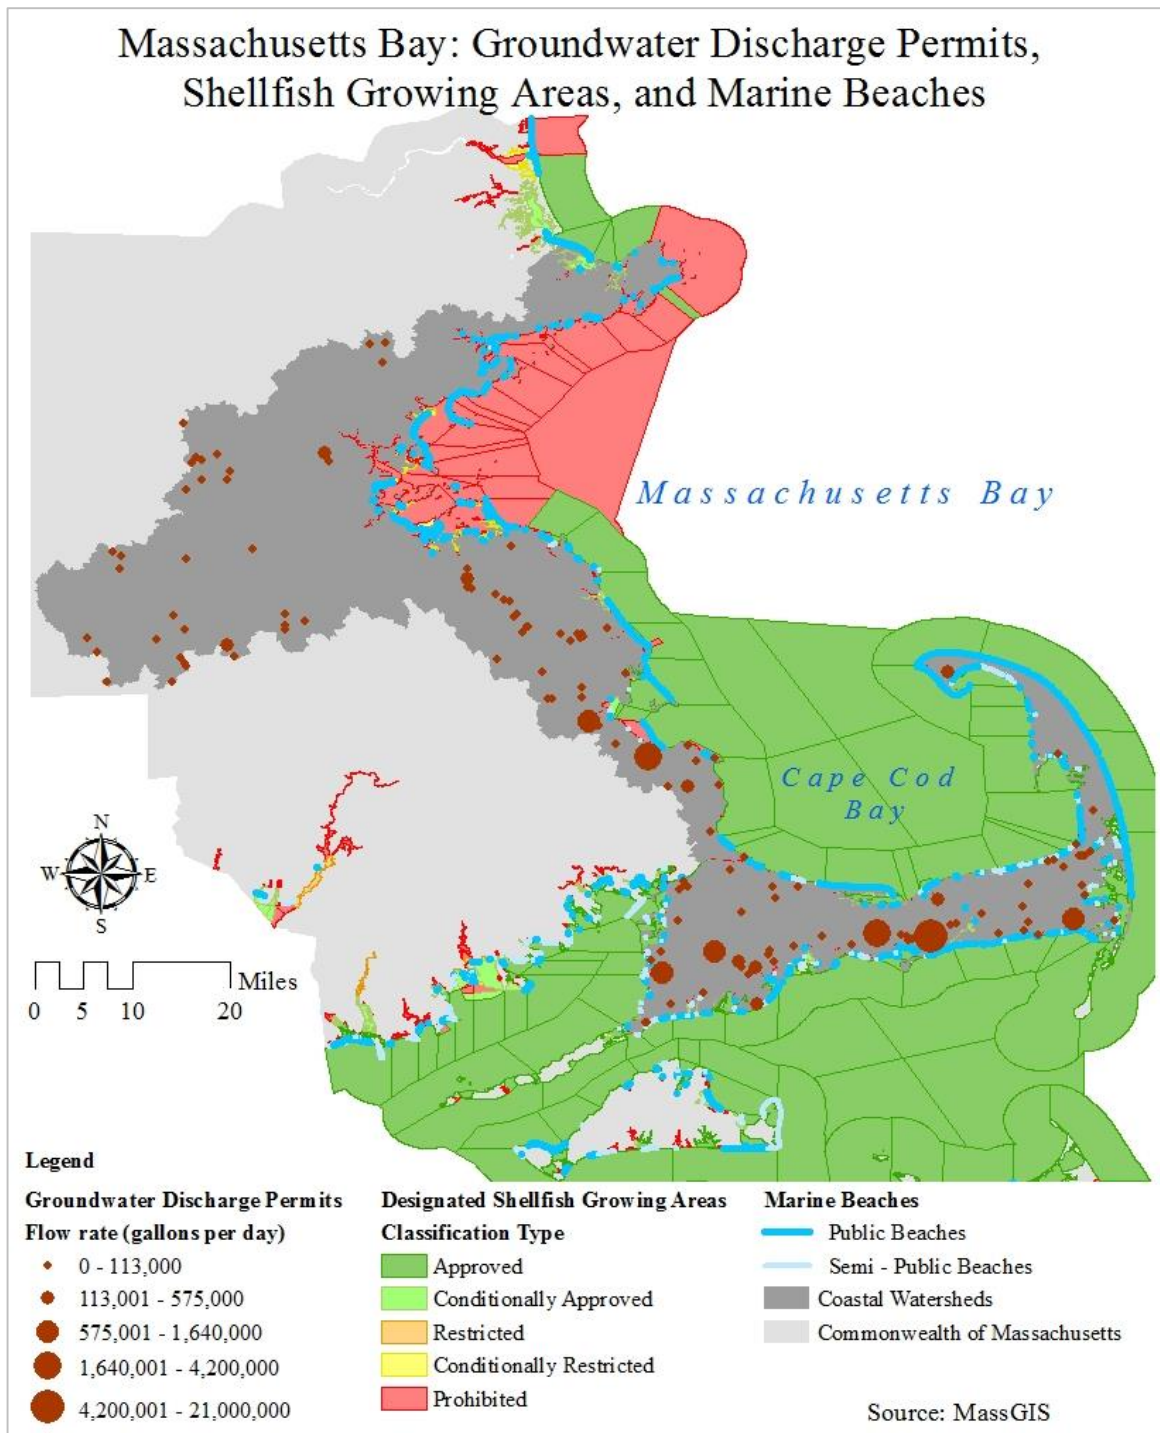 Massachusetts Bay: Groundwater Discharge Permits,
Shellfish Growing Areas, and Marine Beaches
Massachusetts Bay
Cape Cod
Bay
N
W E
S
Miles
0 5 10 20
Legend
Groundwater Discharge Permits
Flow rate (gallons per day)
0 - 113,000
113,001 - 575,000
575,001 - 1,640,000
1,640,001 - 4,200,000
4,200,001 - 21,000,000
Designated Shellfish Growing Areas
Classification Type
Approved
Conditionally Approved
Restricted
Conditionally Restricted
Prohibited
Marine Beaches
Public Beaches
Semi - Public Beaches
Coastal Watersheds
Commonwealth of Massachusetts
Source: MassGIS